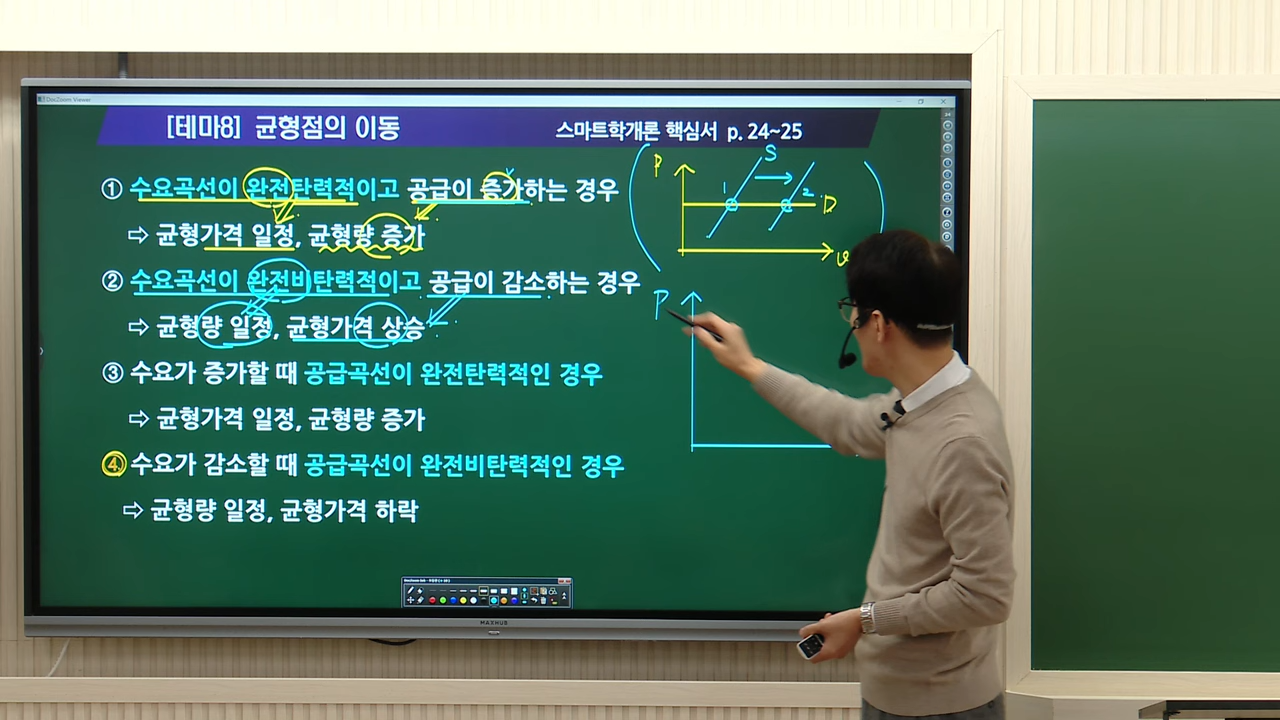 DocZoom Viewer
[테마8] 균형점의 이동
스마트학개론 핵심서 p. 24~25
① 수요곡선이 완전탄력적이고 공급이 증가하는 경우
⇨ 균형가격 일정, 균형량 증가
② 수요곡선이 완전비탄력적이고 공급이 감소하는 경우
⇨ 균형량 일정, 균형가격 상승
③ 수요가 증가할 때 공급곡선이 완전탄력적인 경우
⇨ 균형가격 일정, 균형량 증가
④ 수요가 감소할 때 공급곡선이 완전비탄력적인 경우
⇨ 균형량 일정, 균형가격 하락
P
S
1
2
D
P
MAXHUB